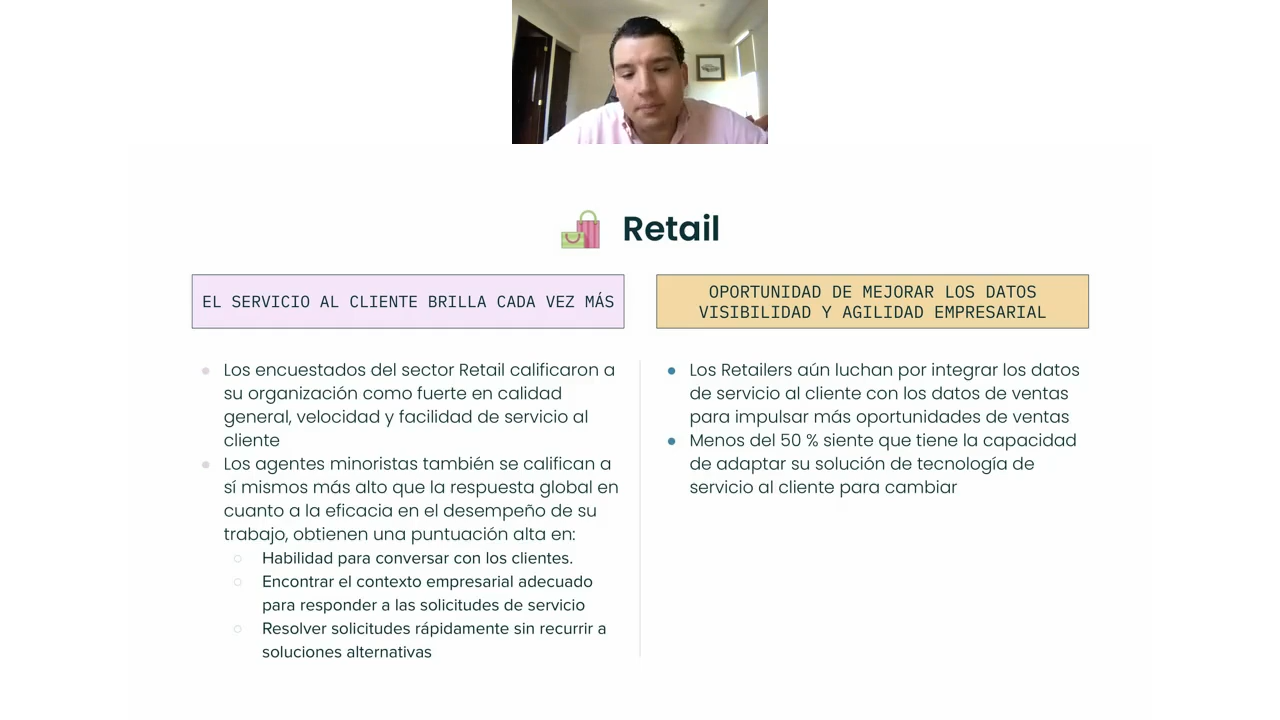 Retail
EL SERVICIO AL CLIENTE BRILLA CADA VEZ MÁS
Los encuestados del sector Retail calificaron a
su organización como fuerte en calidad
general, velocidad y facilidad de servicio al
cliente
Los agentes minoristas también se califican a
sí mismos más alto que la respuesta global en
cuanto a la eficacia en el desempeño de su
trabajo, obtienen una puntuación alta en:
Habilidad para conversar con los clientes.
Encontrar el contexto empresarial adecuado
para responder a las solicitudes de servicio
Resolver solicitudes rápidamente sin recurrir a
soluciones alternativas
OPORTUNIDAD DE MEJORAR LOS DATOS
VISIBILIDAD Y AGILIDAD EMPRESARIAL
Los Retailers aún luchan por integrar los datos
de servicio al cliente con los datos de ventas
para impulsar más oportunidades de ventas
Menos del 50 % siente que tiene la capacidad
de adaptar su solución de tecnología de
servicio al cliente para cambiar